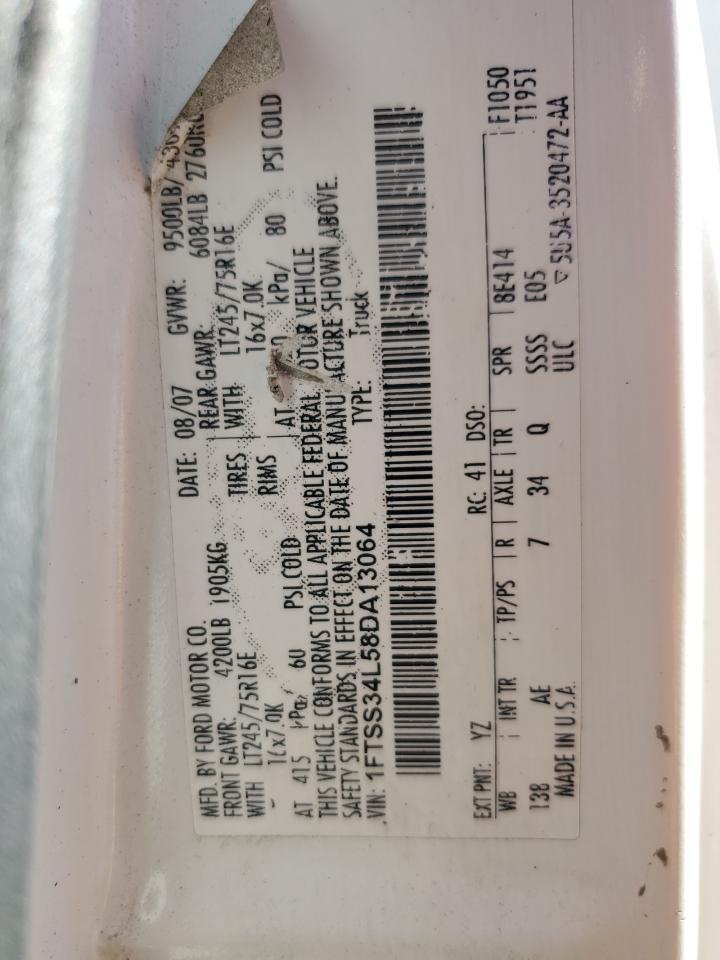 MFD. BY FORD MOTOR CO. DATE: 08/07 GVWR: 9500LB/
FRONT GAWR: 4200LB 1905KG REAR GAWR: 6084LB
WITH LT245/75R16E TIRES WITH LT245/75R16E
16x7.0K RIMS 16x7.0K
AT 415 kPa/ 60 PSI COLD AT kPa/ 80 PSI COLD
THIS VEHICLE CONFORMS TO ALL APPLICABLE FEDERAL MOTOR VEHICLE
SAFETY STANDARDS IN EFFECT ON THE DATE OF MANUFACTURE SHOWN ABOVE.
VIN: 1FTSS34L58DA13064 TYPE: Truck
EXT PNT: YZ RC: 41 DSO: F1050
WB INT TR TP/PS R AXLE TR SPR 8E414 T1951
138 AE 7 34 Q SSSS E05
MADE IN U.S.A. ULC ▽ 5U5A-3520472-AA